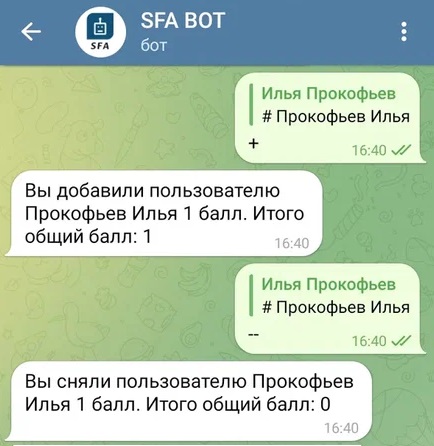 SFA BOT
SFA
бот
Илья Прокофьев
# Прокофьев Илья
+
16:40
Вы добавили пользователю
Прокофьев Илья 1 балл. Итого
общий балл: 1
16:40
Илья Прокофьев
# Прокофьев Илья
--
16:40
Вы сняли пользователю Прокофьев
Илья 1 балл. Итого общий балл: 0
16:40